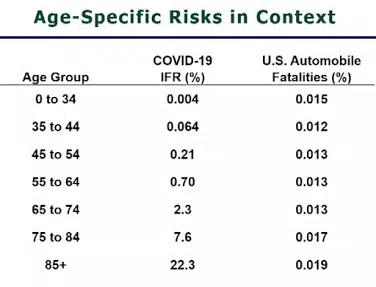 Age-Specific Risks in Context
COVID-19 U.S. Automobile
Age Group IFR (%) Fatalities (%)
0 to 34 0.004 0.015
35 to 44 0.064 0.012
45 to 54 0.21 0.013
55 to 64 0.70 0.013
65 to 74 2.3 0.013
75 to 84 7.6 0.017
85+ 22.3 0.019